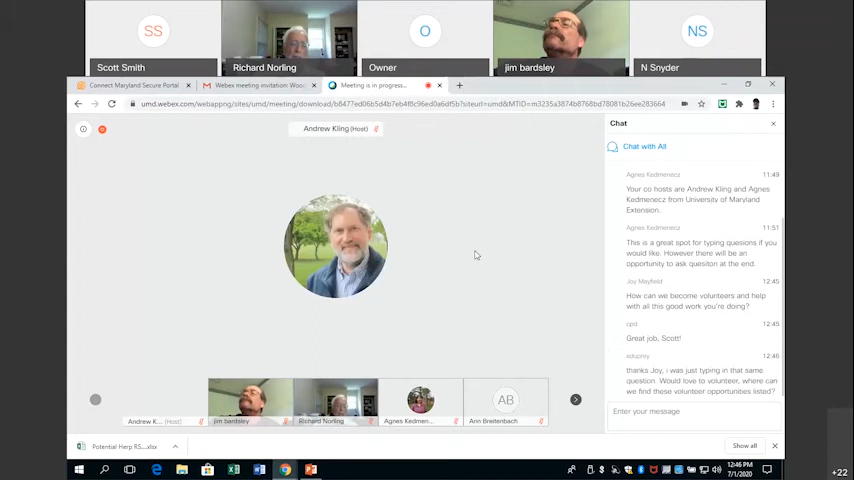 SS
O
NS
Scott Smith
Richard Norling
Owner
jim bardsley
N Snyder
Connect Maryland Secure Portal
Webex meeting invitation: Woo
Meeting is in progress...
umd.webex.com/webappng/sites/umd/meeting/download/b8477ed06b5d4b7eb4f8c96ed0a6df5b?siteurl=umd&MTID=m3235a3874b8768bd78081b26ee283664
Andrew Kling (Host)
Chat
Chat with All
Agnes Kedmenecz 11:49
Your co hosts are Andrew Kling and Agnes
Kedmenecz from University of Maryland
Extension.
Agnes Kedmenecz 11:51
This is a great spot for typing quesions if you
would like. However there will be an
opportunity to ask quesiton at the end.
Joy Mayfield 12:45
How can we become volunteers and help
with all this good work you're doing?
cpd 12:45
Great job, Scott!
xduprey 12:46
thanks Joy, i was just typing in that same
question. Would love to volunteer, where can
we find these volunteer opportunities listed?
AB
Andrew K... (Host)
jim bardsley
Richard Norling
Agnes Kedmen...
Arin Breitenbach
Enter your message
Potential Herp RS....xlsx
Show all
12:46 PM
7/1/2020
+22